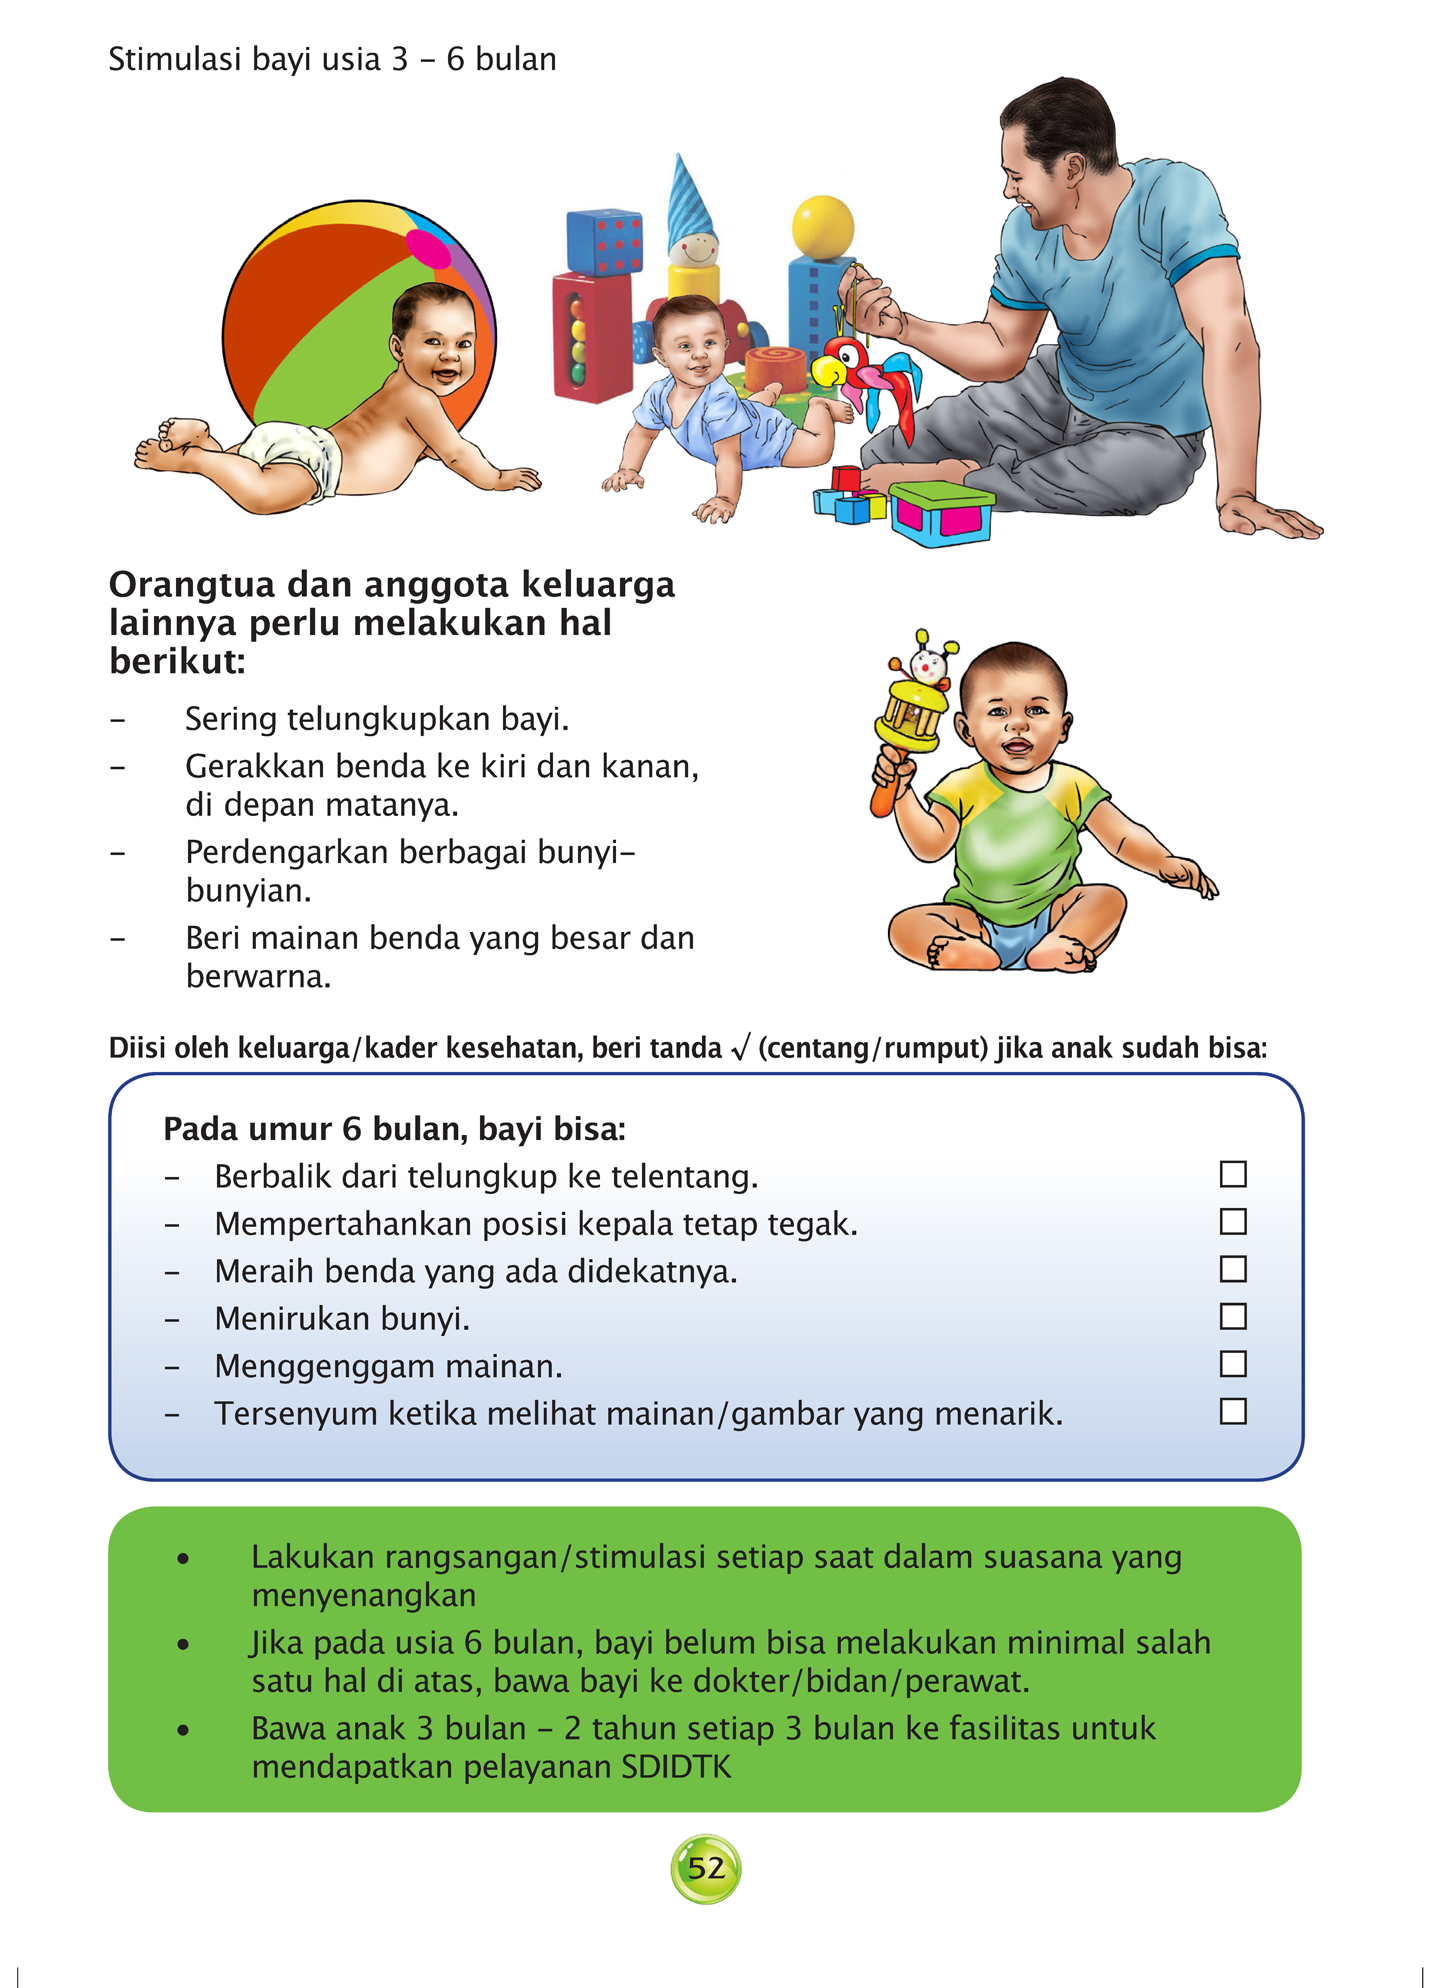 Stimulasi bayi usia 3 – 6 bulan
Orangtua dan anggota keluarga
lainnya perlu melakukan hal
berikut:
– Sering telungkupkan bayi.
– Gerakkan benda ke kiri dan kanan,
di depan matanya.
– Perdengarkan berbagai bunyi–
bunyian.
– Beri mainan benda yang besar dan
berwarna.
Diisi oleh keluarga/kader kesehatan, beri tanda √ (centang/rumput) jika anak sudah bisa:
Pada umur 6 bulan, bayi bisa:
– Berbalik dari telungkup ke telentang.
– Mempertahankan posisi kepala tetap tegak.
– Meraih benda yang ada didekatnya.
– Menirukan bunyi.
– Menggenggam mainan.
– Tersenyum ketika melihat mainan/gambar yang menarik.
• Lakukan rangsangan/stimulasi setiap saat dalam suasana yang
menyenangkan
• Jika pada usia 6 bulan, bayi belum bisa melakukan minimal salah
satu hal di atas, bawa bayi ke dokter/bidan/perawat.
• Bawa anak 3 bulan – 2 tahun setiap 3 bulan ke fasilitas untuk
mendapatkan pelayanan SDIDTK
52